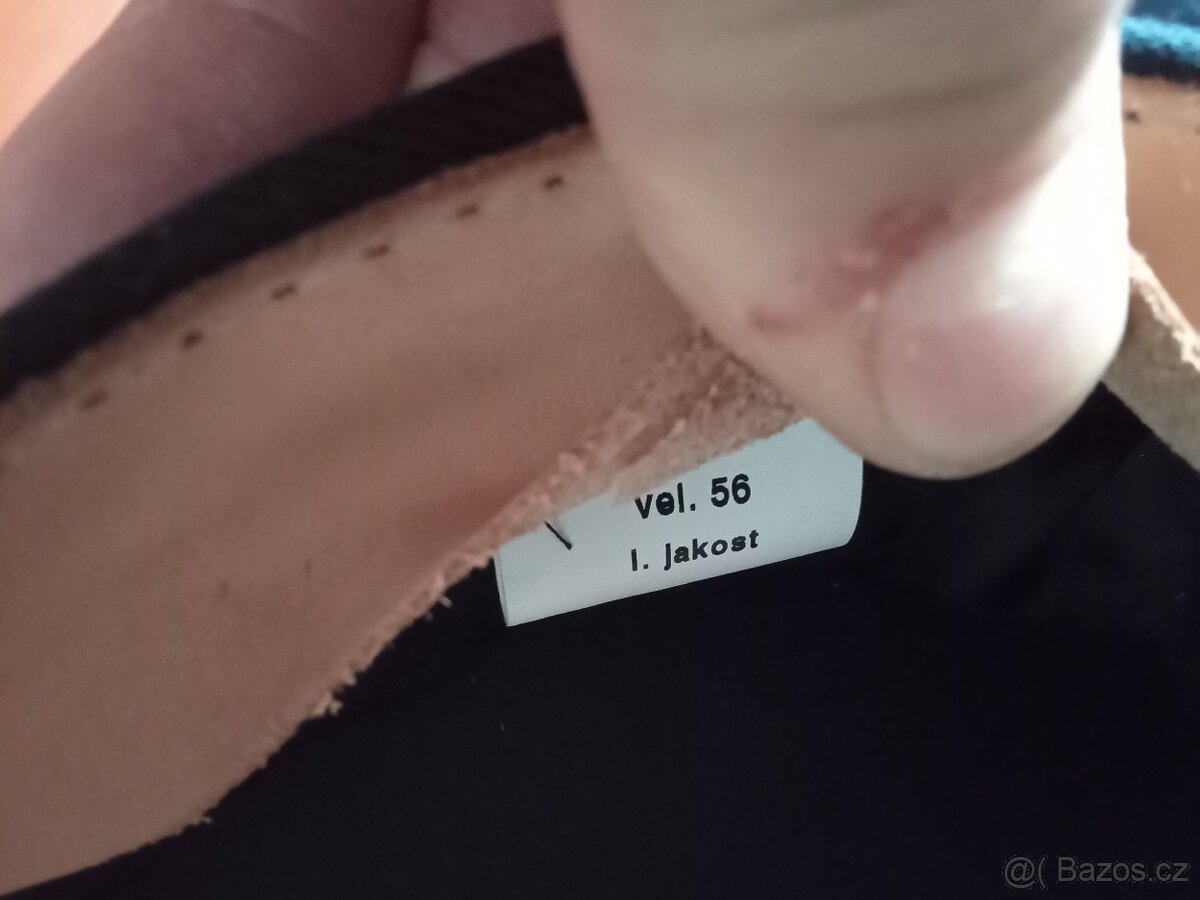 vel. 56
I. jakost
@( Bazos.cz